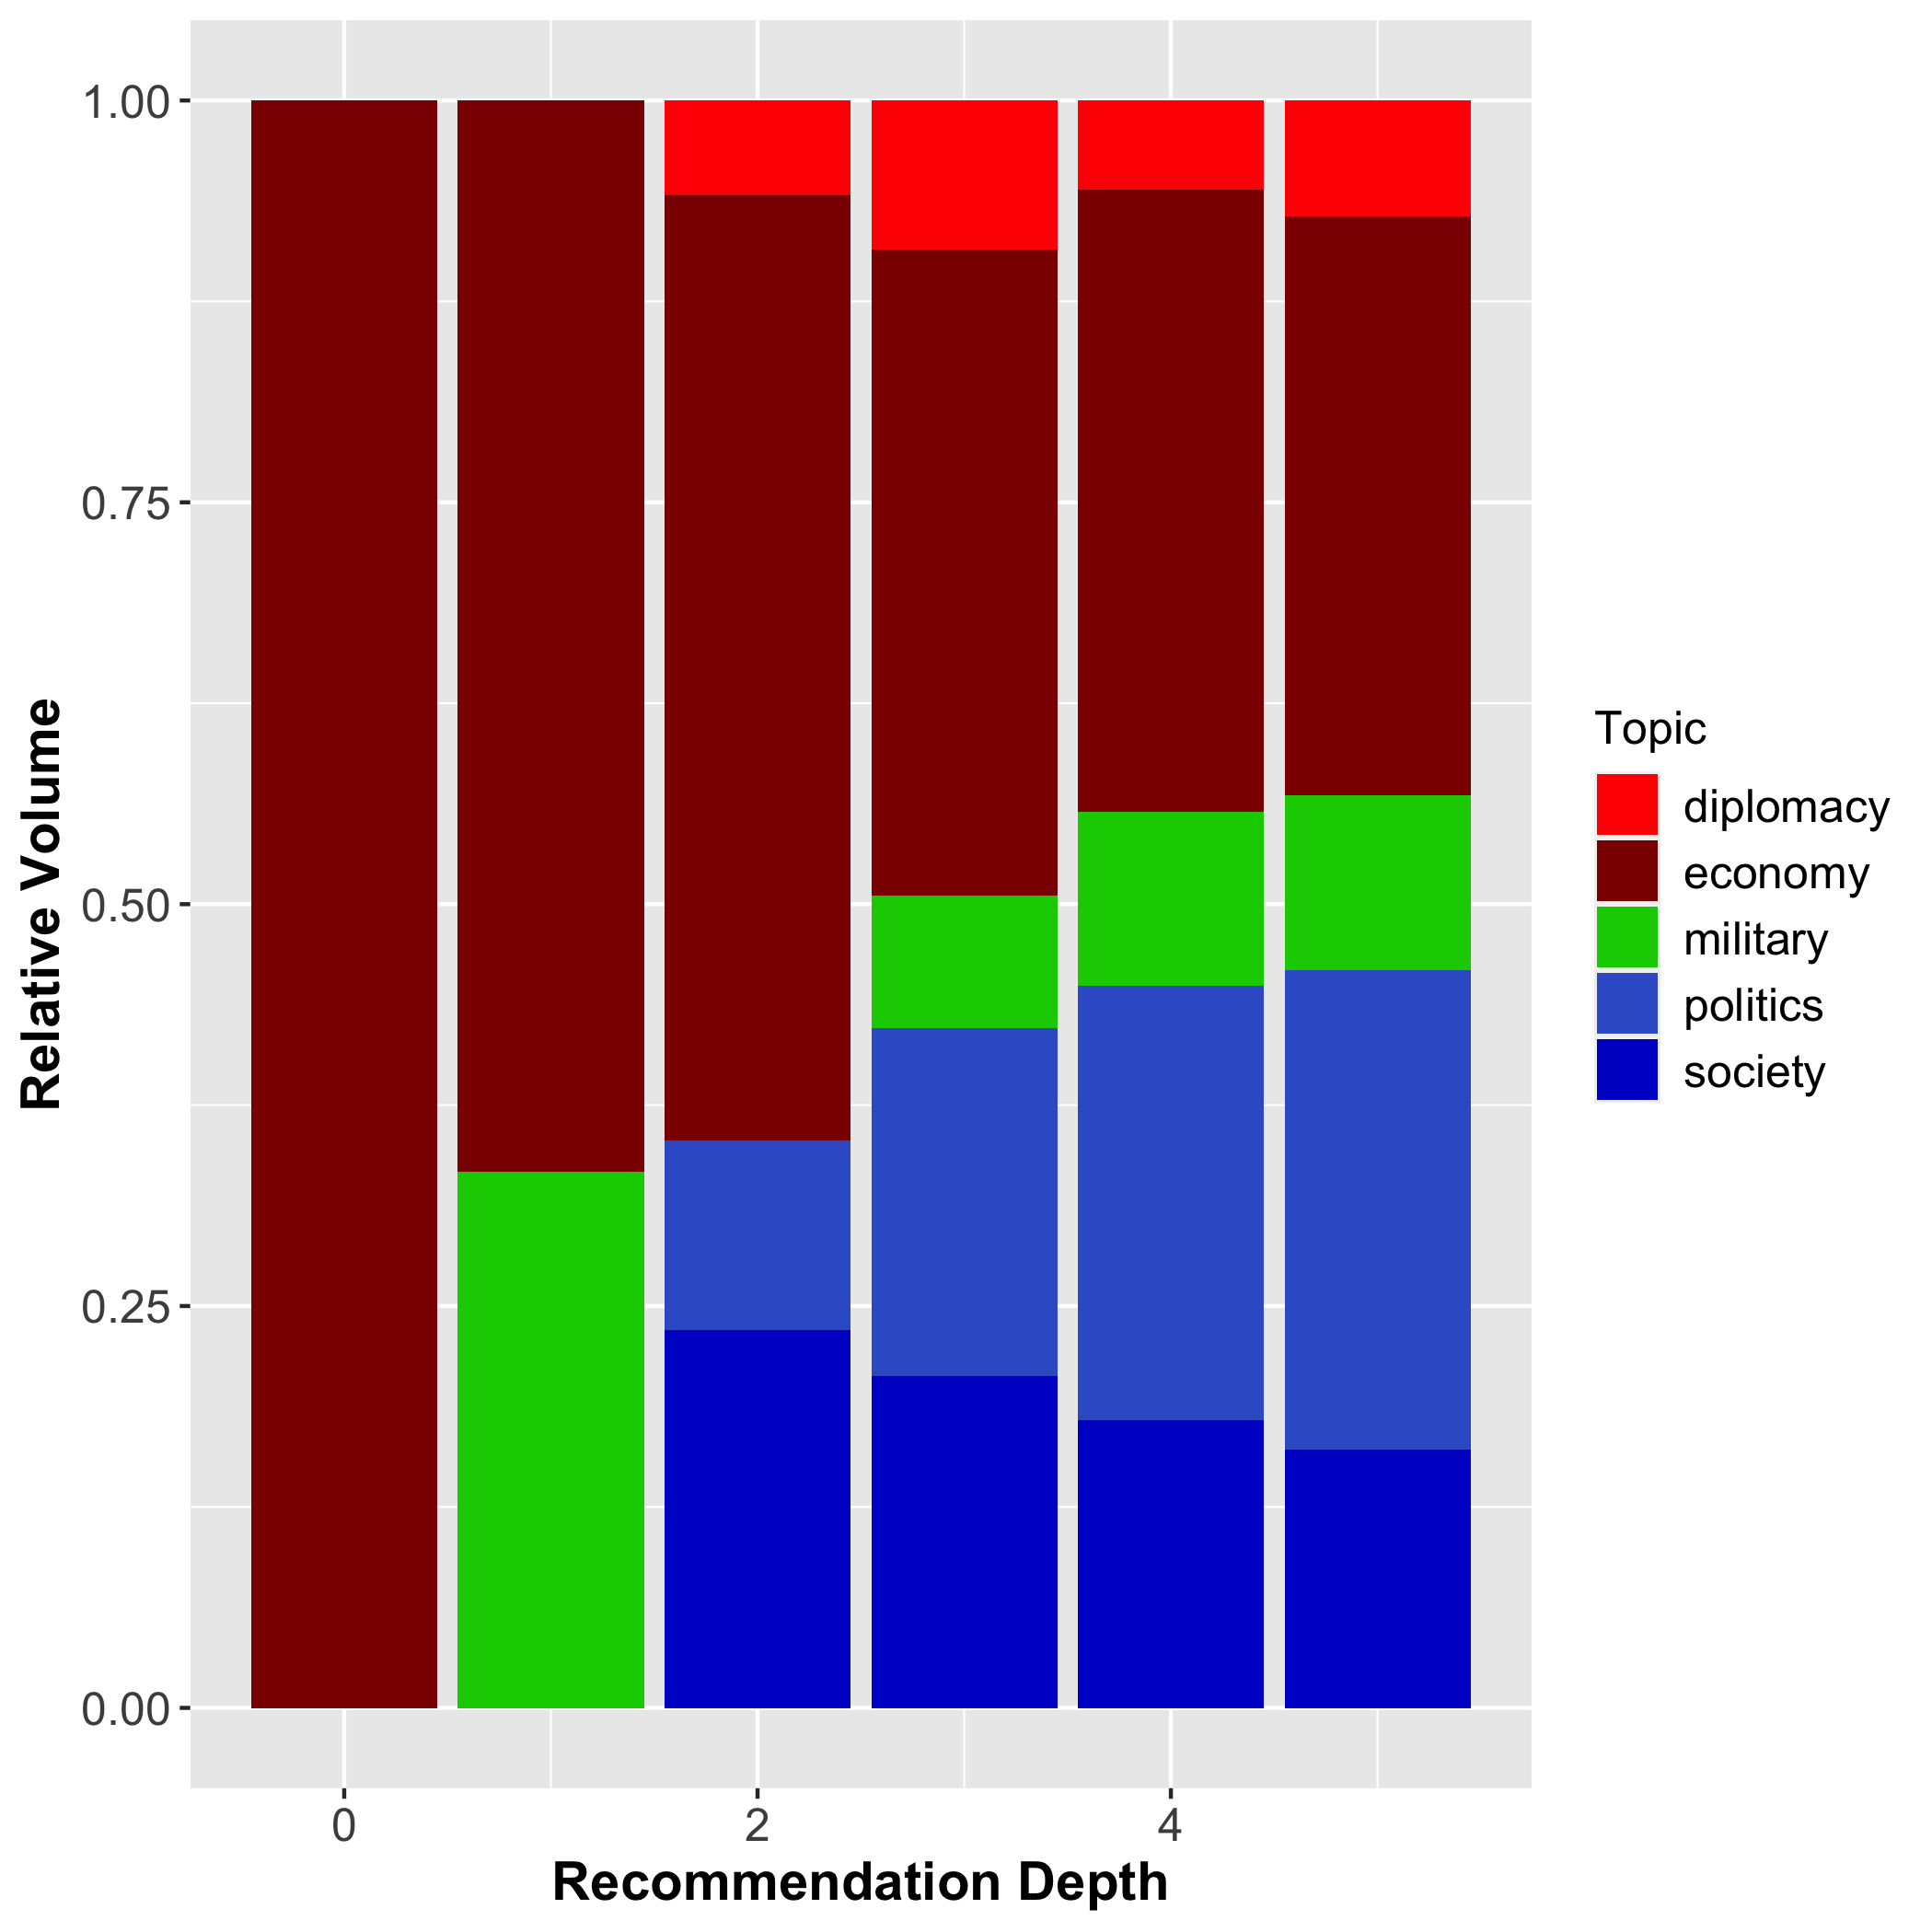 1.00
0.75
0.50
0.25
0.00
Relative Volume
0
2
4
Recommendation Depth
Topic
diplomacy
economy
military
politics
society